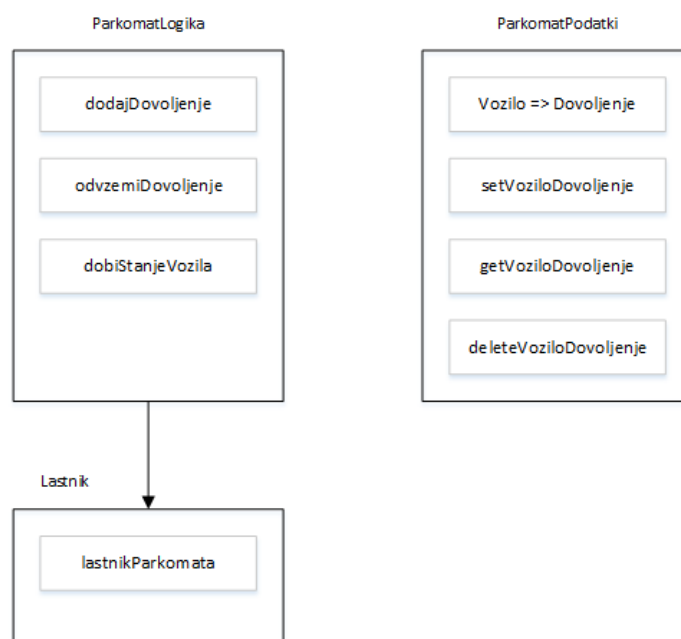 ParkomatLogika
dodajDovoljenje
odvzemiDovoljenje
dobiStanjeVozila
ParkomatPodatki
Vozilo => Dovoljenje
setVoziloDovoljenje
getVoziloDovoljenje
deleteVoziloDovoljenje
Lastnik
lastnikParkomata